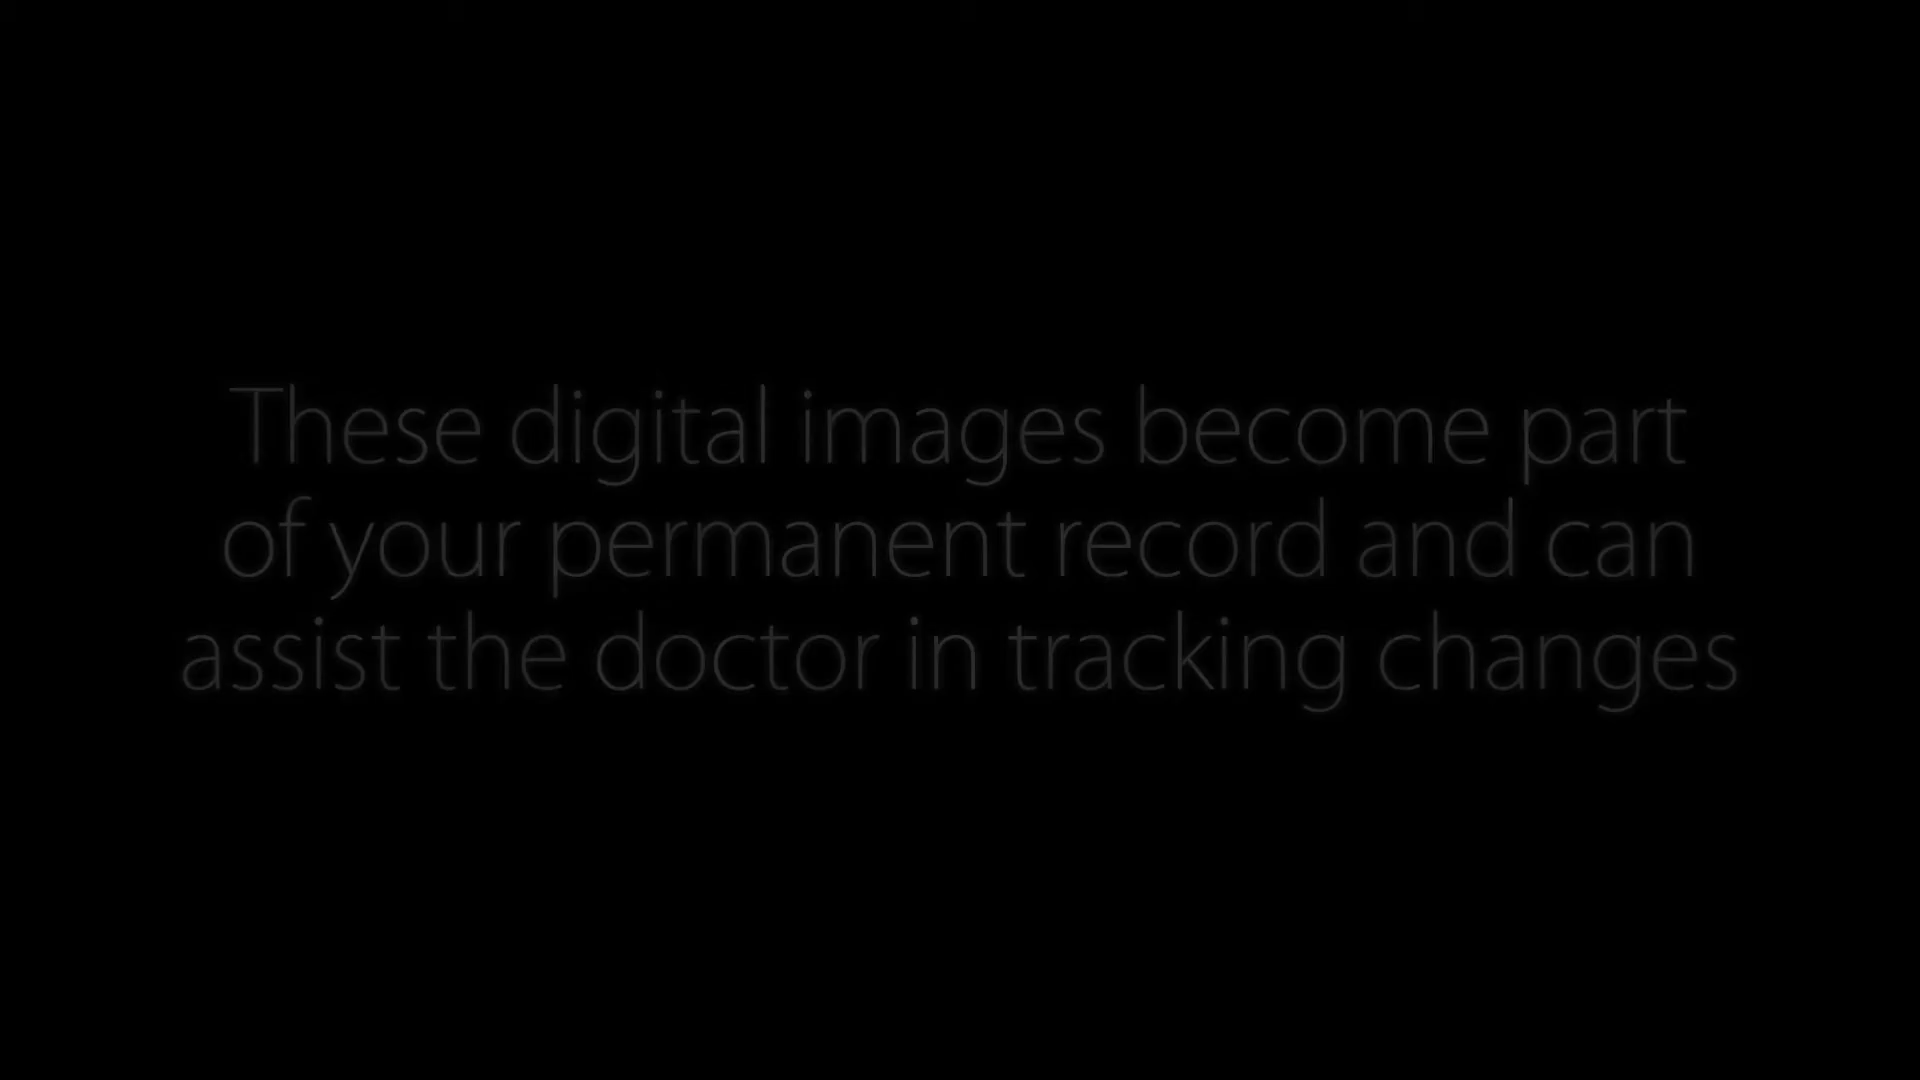 These digital images become part
of your permanent record and can
assist the doctor in tracking changes